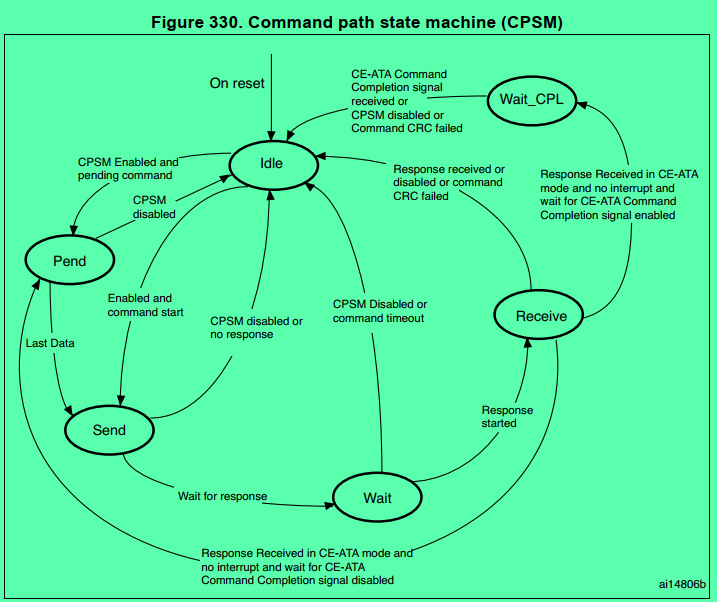 Figure 330. Command path state machine (CPSM)
On reset
CE-ATA Command
Completion signal
received or
CPSM disabled or
Command CRC failed
Wait_CPL
Idle
CPSM Enabled and
pending command
CPSM
disabled
Response received or
disabled or command
CRC failed
Response Received in CE-ATA
mode and no interrupt and
wait for CE-ATA Command
Completion signal enabled
Pend
Enabled and
command start
CPSM disabled or
no response
CPSM Disabled or
command timeout
Receive
Last Data
Send
Response
started
Wait for response
Wait
Response Received in CE-ATA mode and
no interrupt and wait for CE-ATA
Command Completion signal disabled
ai14806b